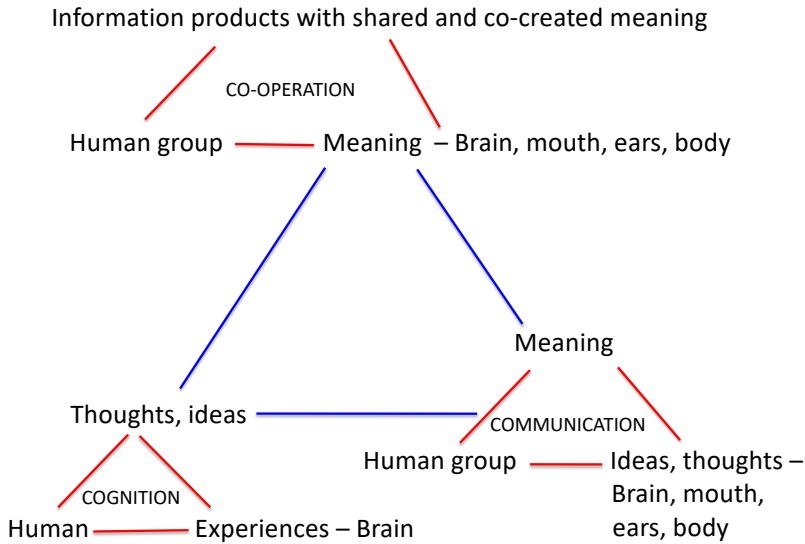 Information products with shared and co-created meaning
CO-OPERATION
Human group
Meaning – Brain, mouth, ears, body
Meaning
Thoughts, ideas
COMMUNICATION
Human group
Ideas, thoughts –
Brain, mouth,
ears, body
COGNITION
Human
Experiences – Brain